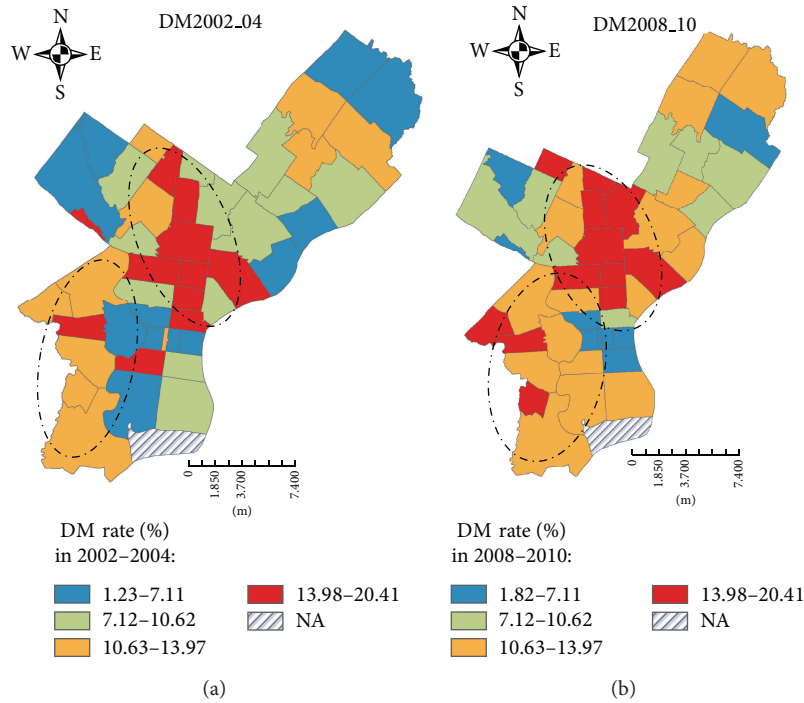 DM2002_04
N
W E
S
0
1.850
3.700
7.400
(m)
DM rate (%)
in 2002–2004:
1.23–7.11
7.12–10.62
10.63–13.97
13.98–20.41
NA
(a)
DM2008_10
N
W E
S
0
1.850
3.700
7.400
(m)
DM rate (%)
in 2008–2010:
1.82–7.11
7.12–10.62
10.63–13.97
13.98–20.41
NA
(b)